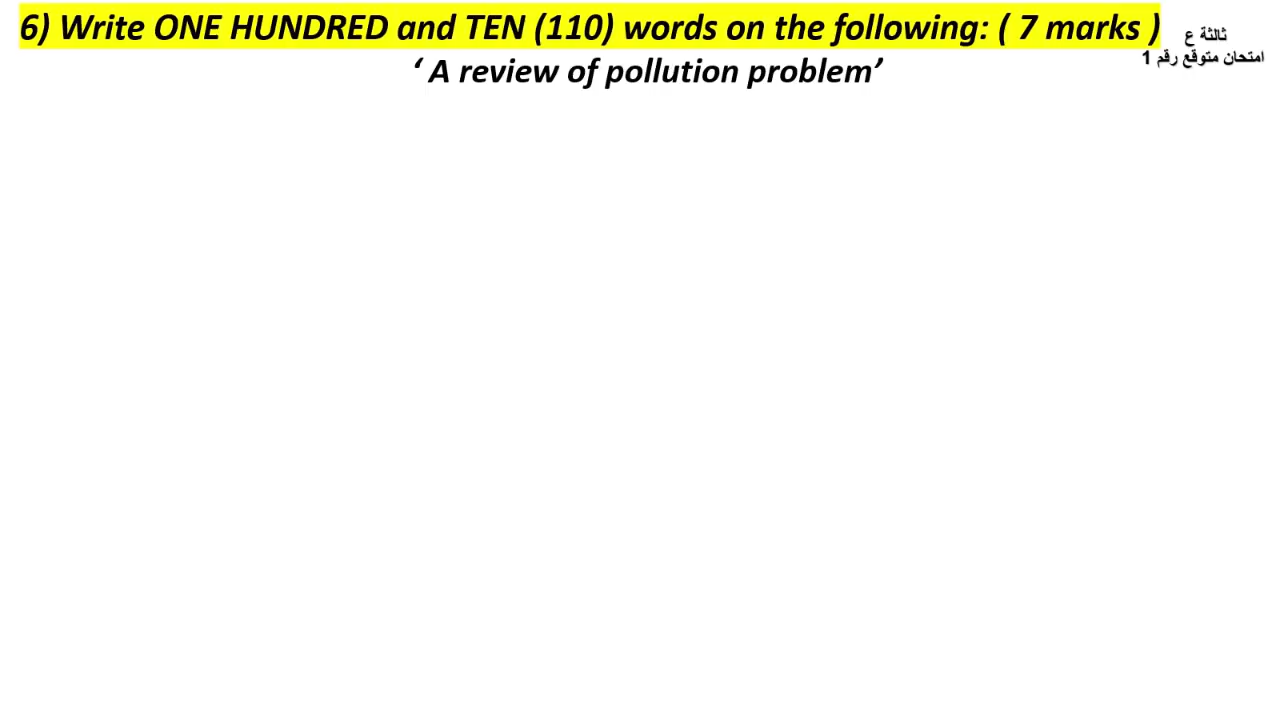 6) Write ONE HUNDRED and TEN (110) words on the following: ( 7 marks )
‘ A review of pollution problem’
ثالثة ع
امتحان متوقع رقم 1